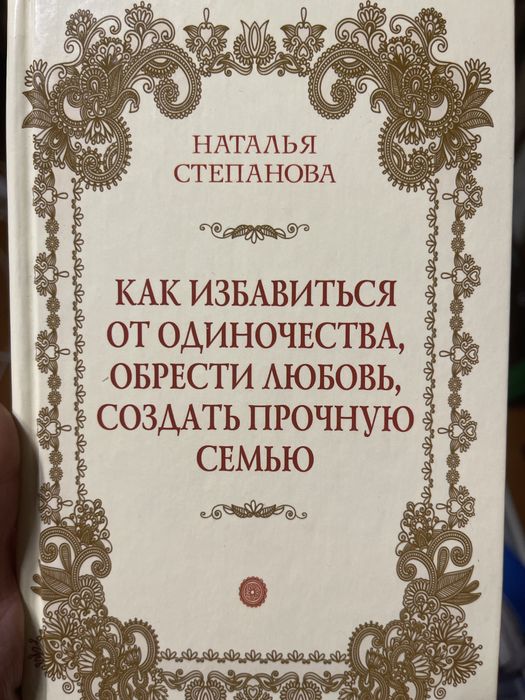 НАТАЛЬЯ
СТЕПАНОВА
КАК ИЗБАВИТЬСЯ
ОТ ОДИНОЧЕСТВА,
ОБРЕСТИ ЛЮБОВЬ,
СОЗДАТЬ ПРОЧНУЮ
СЕМЬЮ